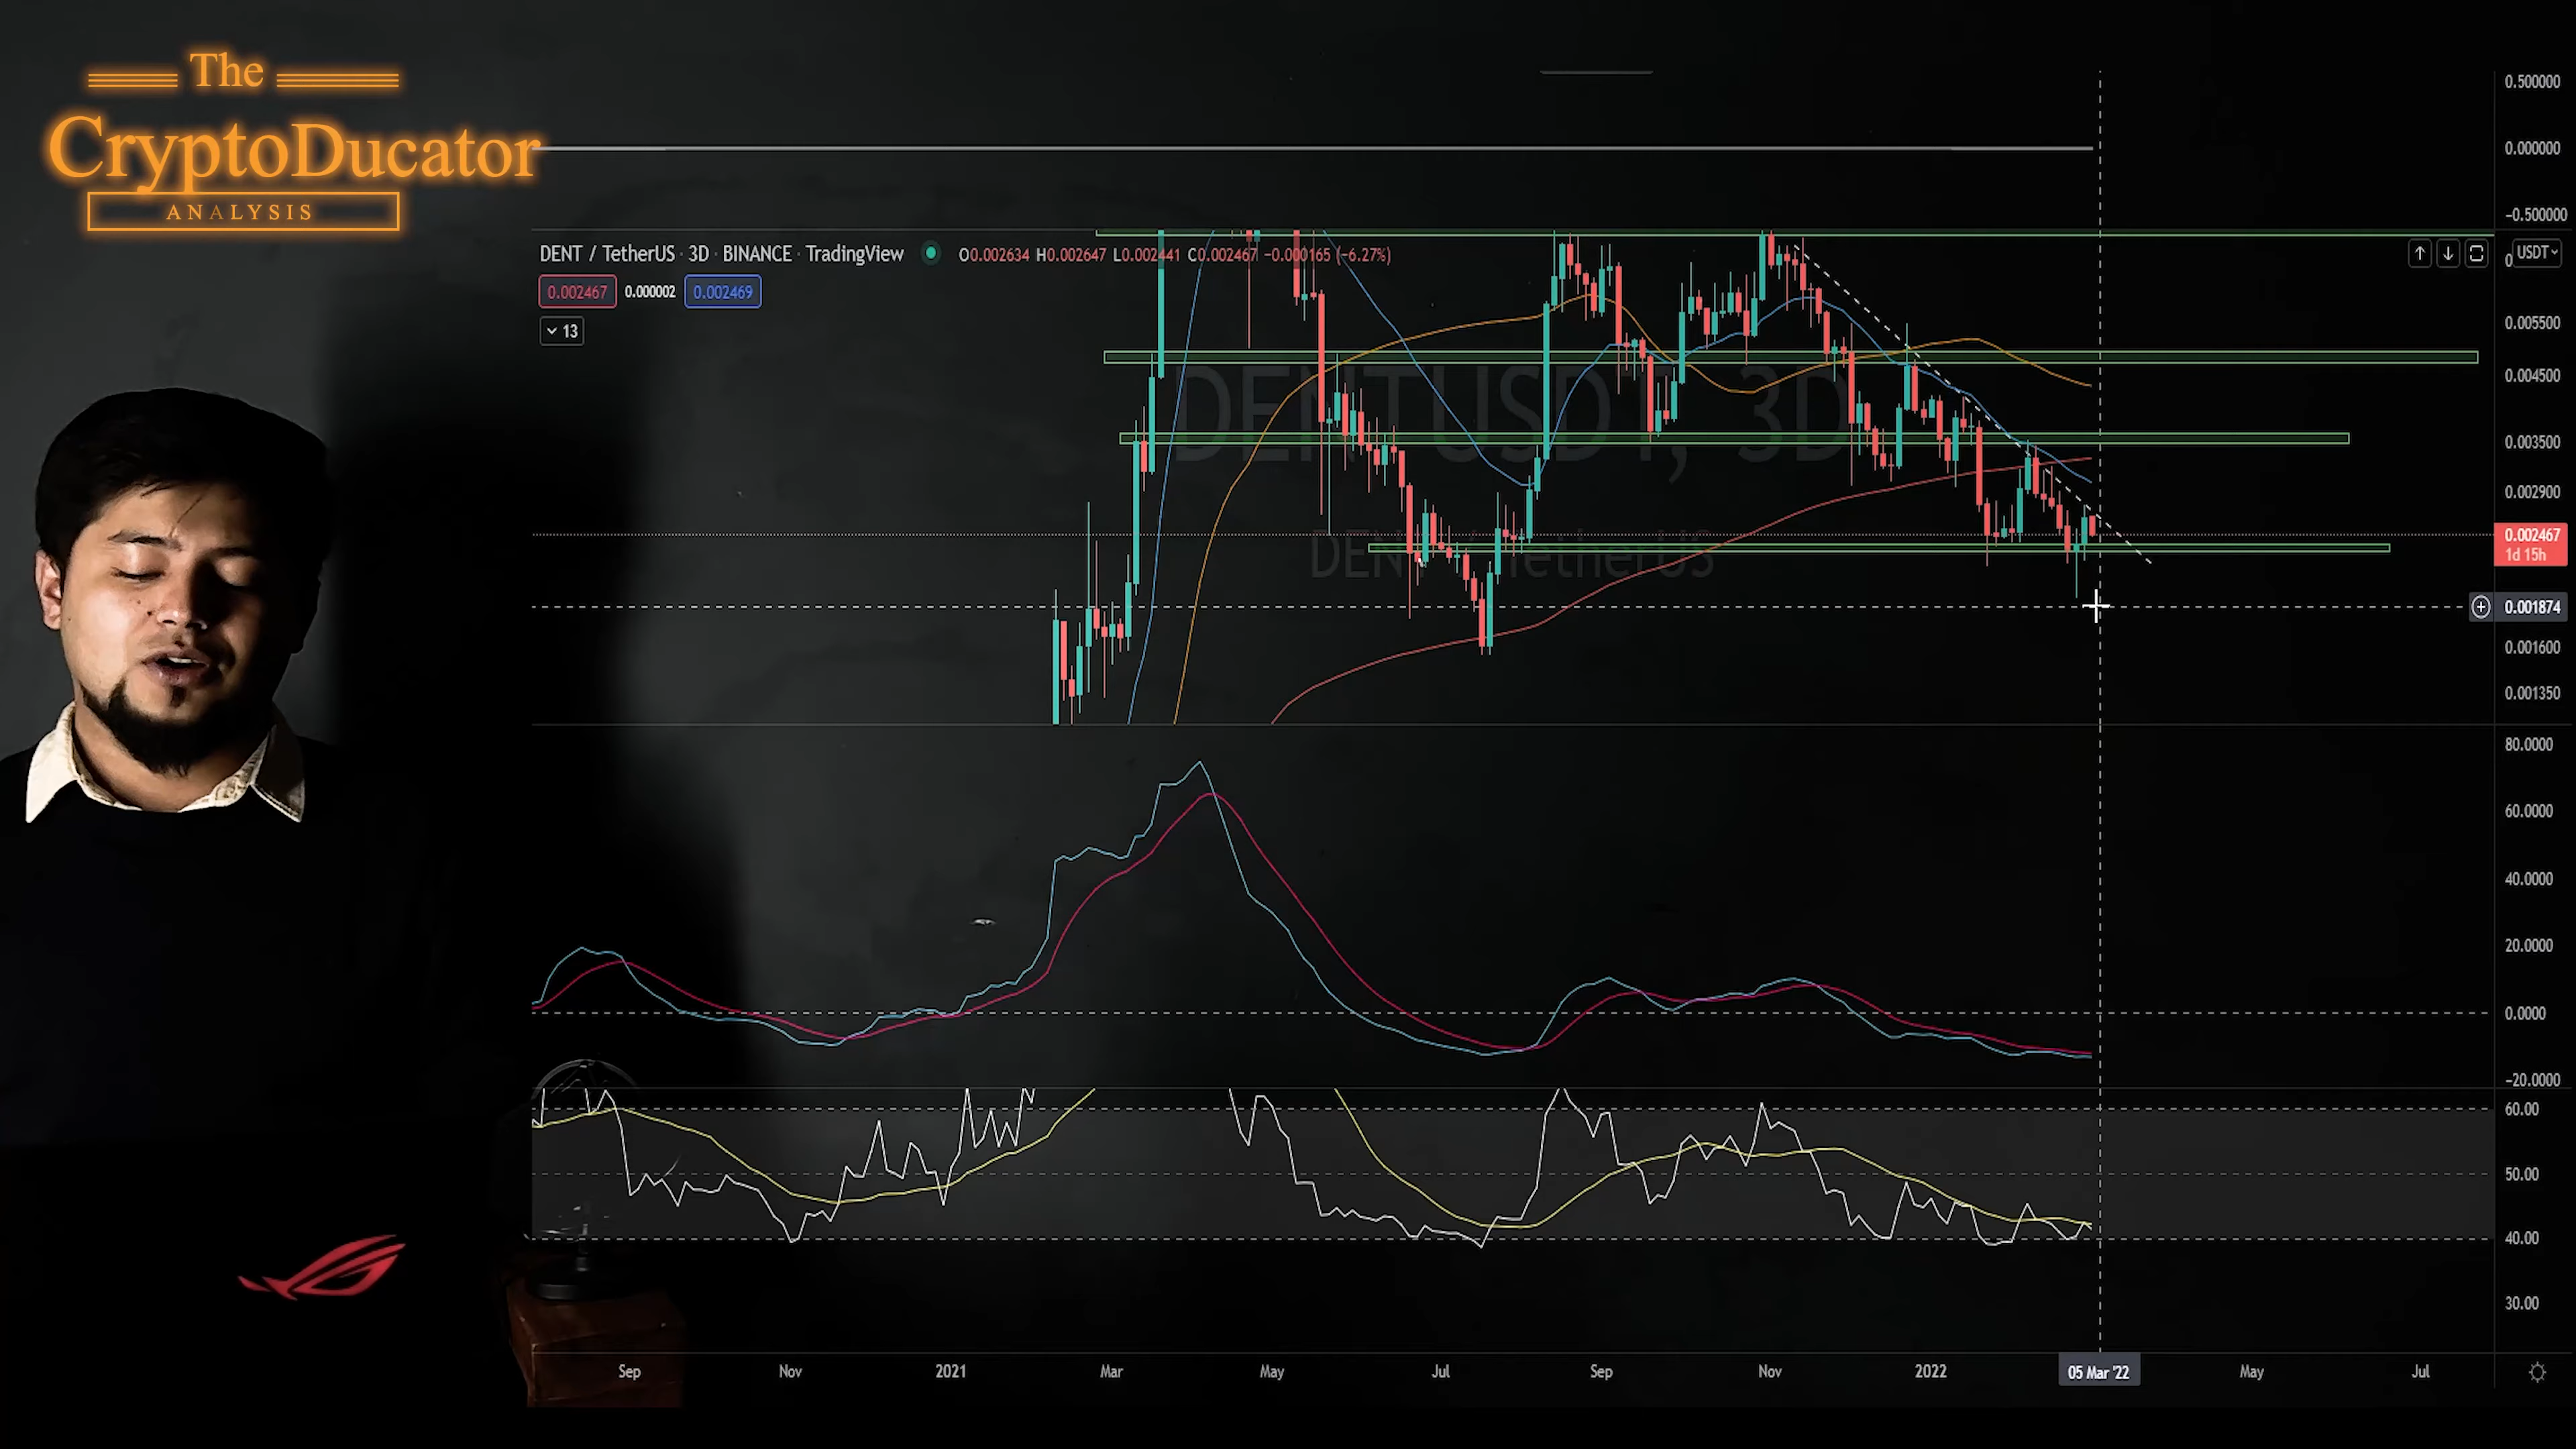 The
CryptoDucator
ANALYSIS
0.500000
0.000000
-0.500000
DENT / TetherUS · 3D · BINANCE · TradingView O0.002634 H0.002647 L0.002441 C0.002467 −0.000165 (−6.27%)
USDT
0.002467 0.000002 0.002469
13
DENTUSDT, 3D
DENT / TetherUS
0.005500
0.004500
0.003500
0.002900
0.002467
1d 15h
0.001874
0.001600
0.001350
80.0000
60.0000
40.0000
20.0000
0.0000
-20.0000
60.00
50.00
40.00
30.00
Sep Nov 2021 Mar May Jul Sep Nov 2022 05 Mar '22 May Jul